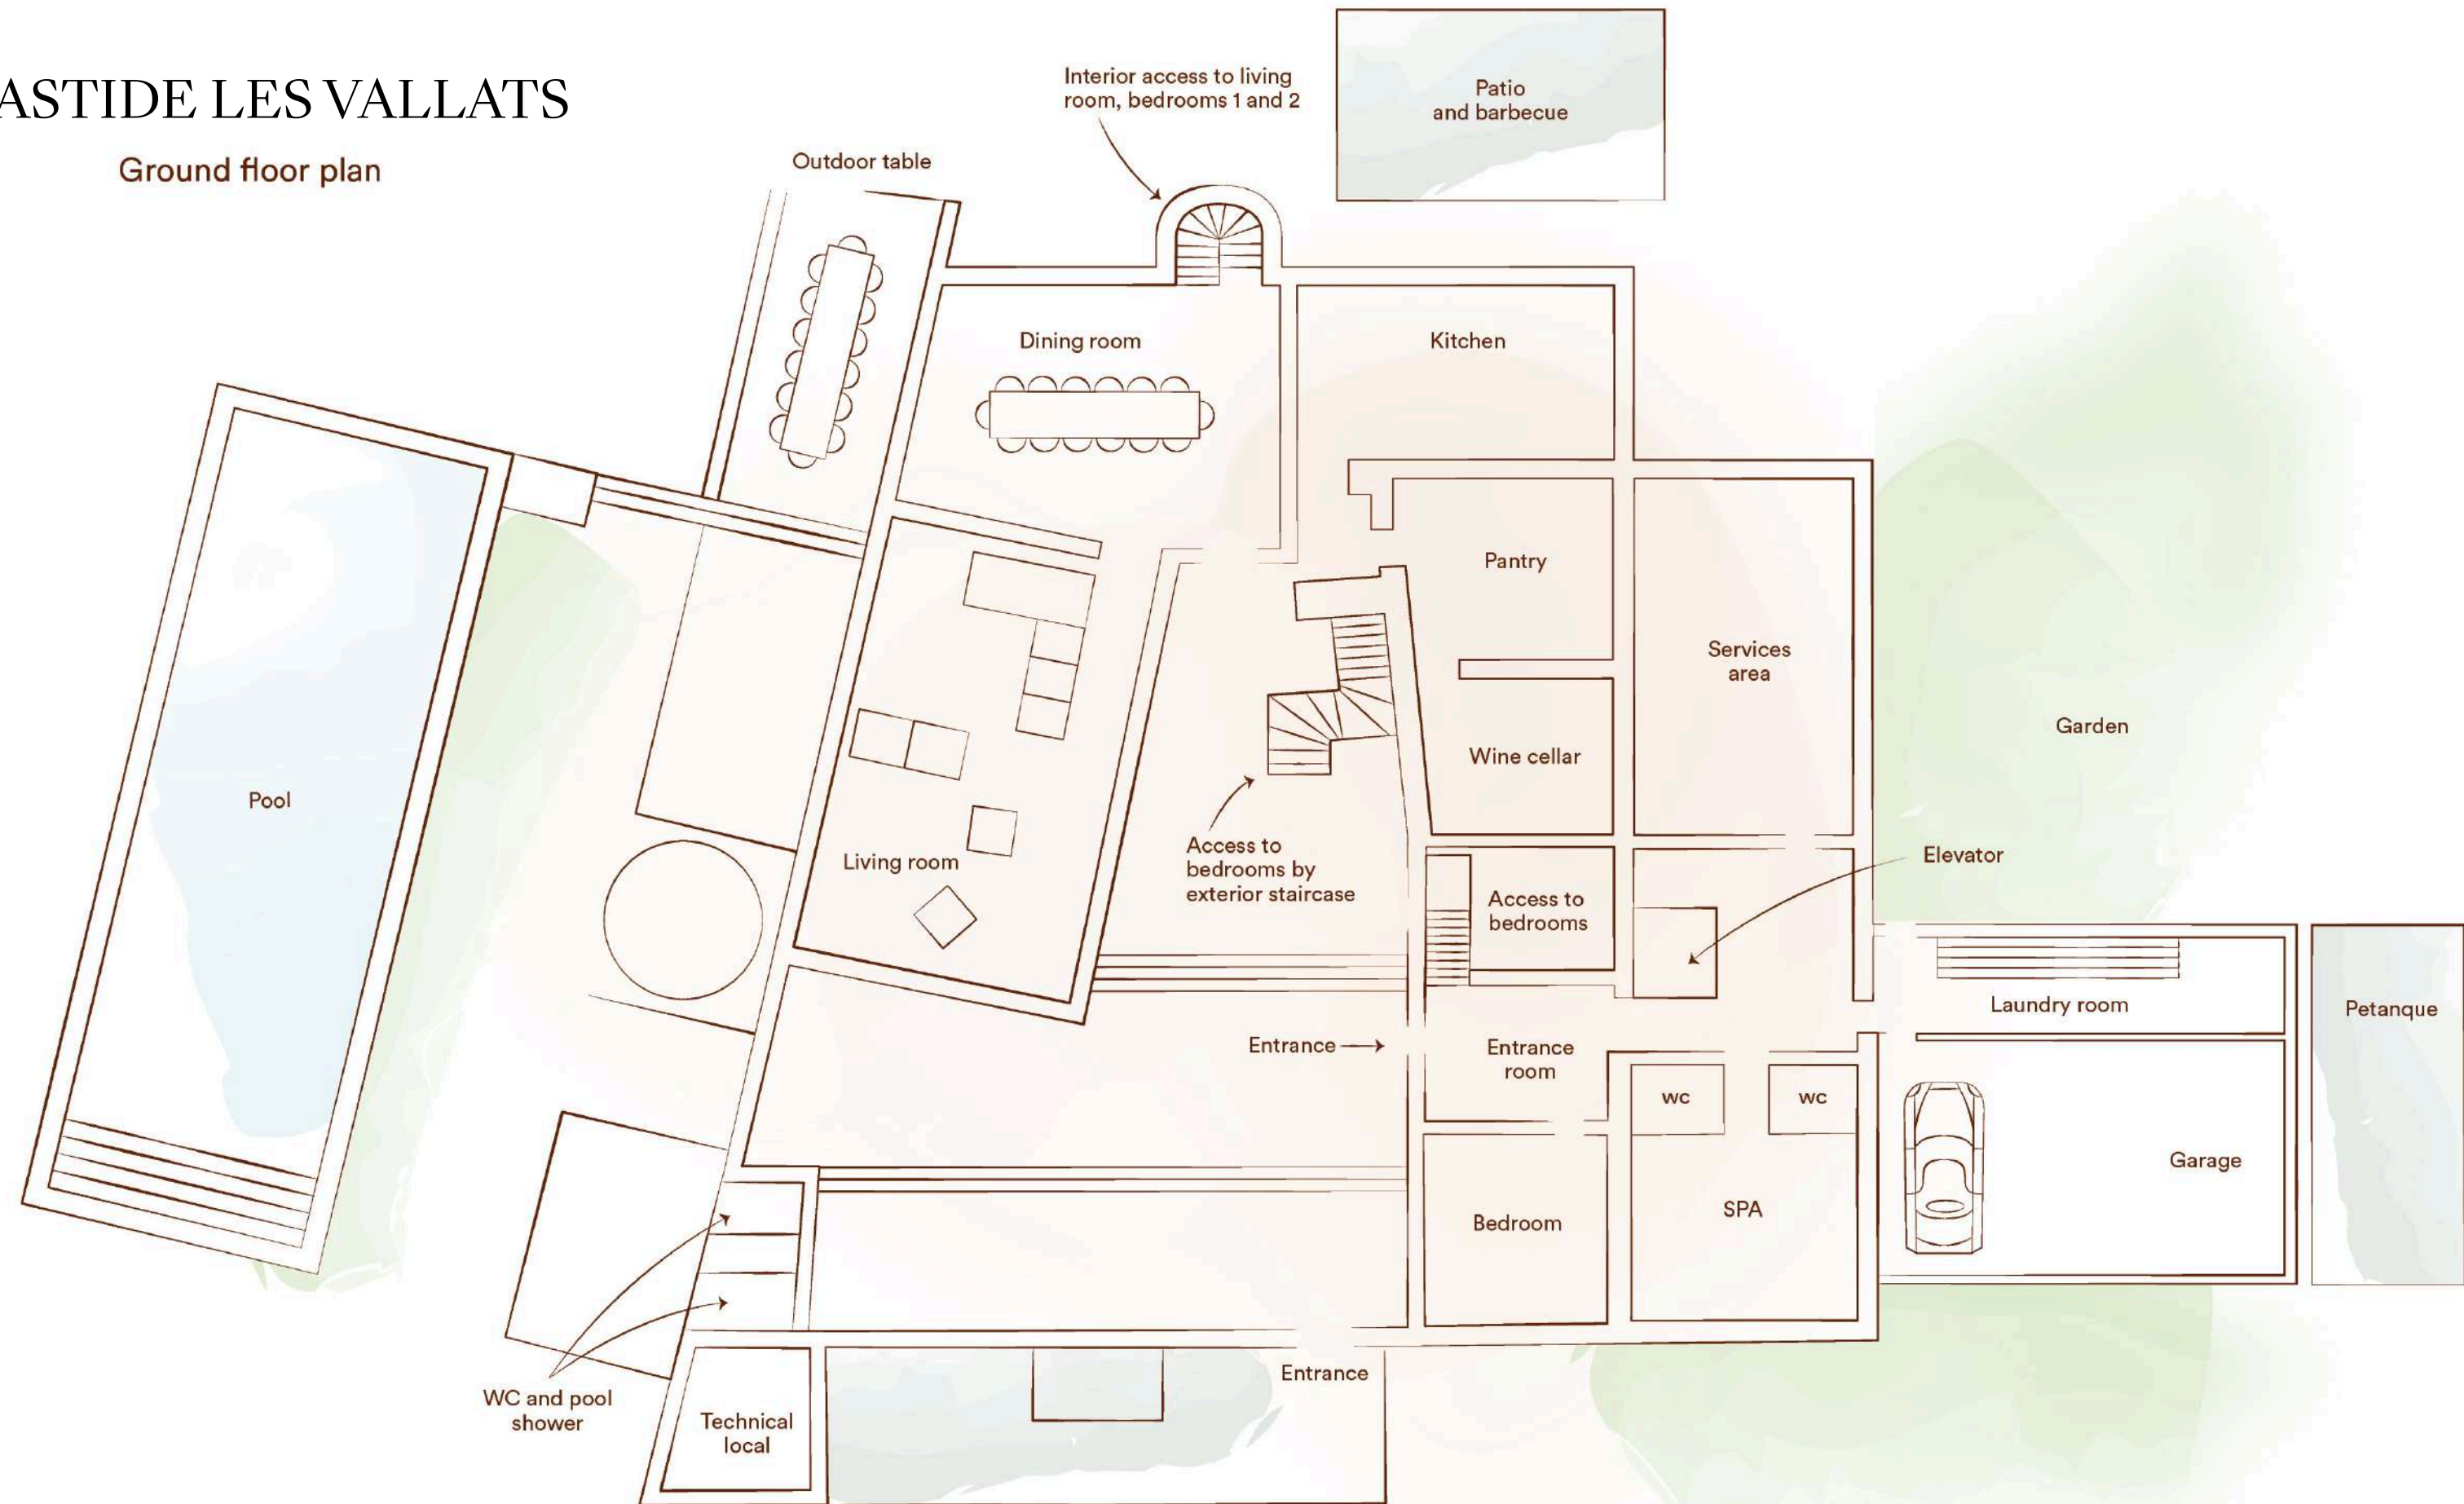 ASTIDE LES VALLATS
Ground floor plan
Interior access to living
room, bedrooms 1 and 2
Patio
and barbecue
Outdoor table
Dining room
Kitchen
Pantry
Services
area
Garden
Wine cellar
Pool
Living room
Access to
bedrooms by
exterior staircase
Access to
bedrooms
Elevator
Laundry room
Petanque
Entrance
Entrance
room
WC
WC
Garage
SPA
Bedroom
Entrance
WC and pool
shower
Technical
local